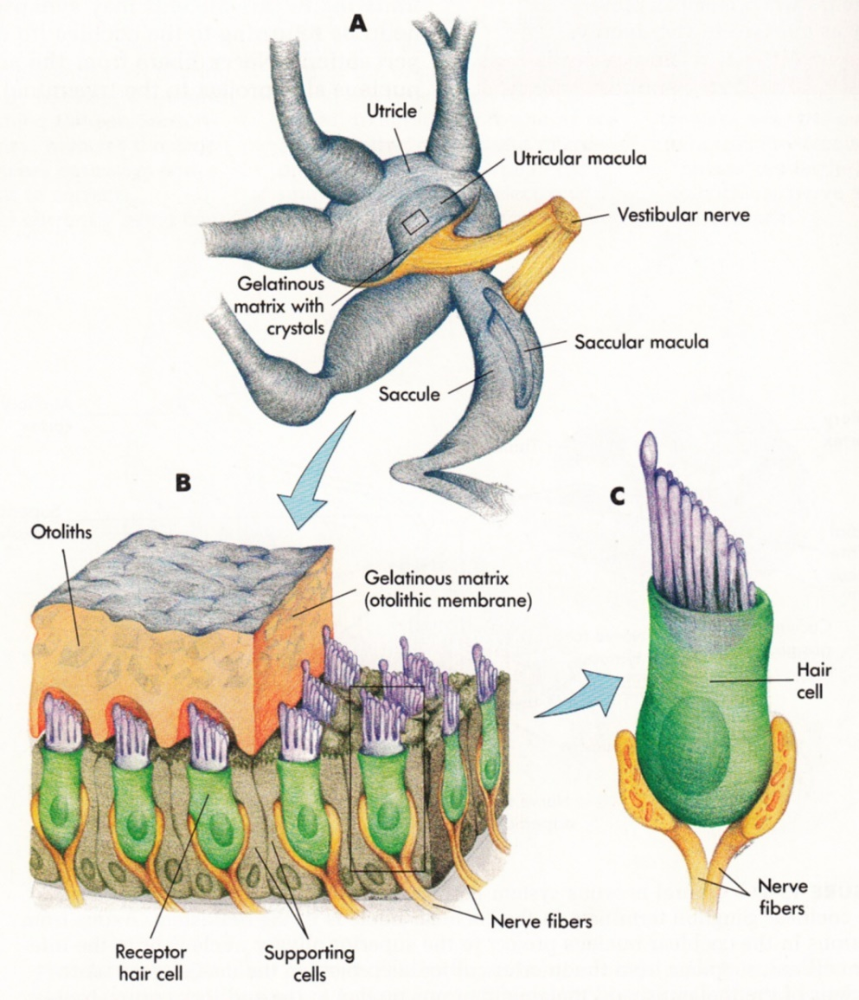 A
Utricle
Utricular macula
Vestibular nerve
Gelatinous
matrix with
crystals
Saccular macula
Saccule
B
C
Otoliths
Gelatinous matrix
(otolithic membrane)
Hair
cell
Nerve
fibers
Nerve fibers
Receptor
hair cell
Supporting
cells